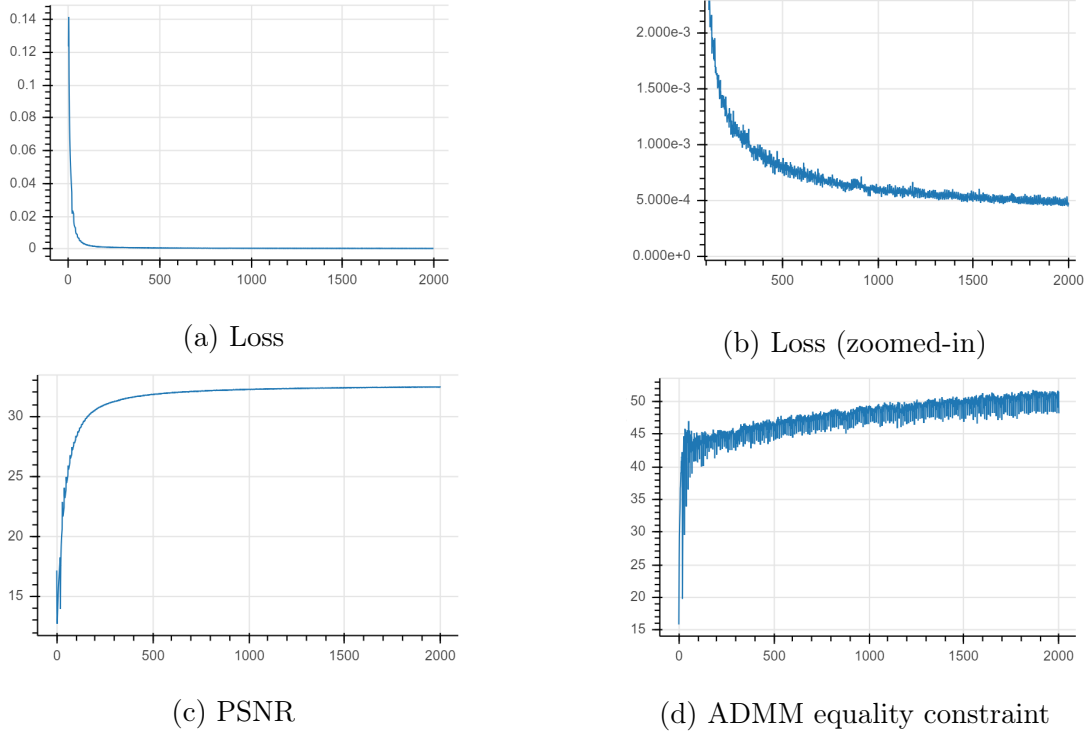 0.14
0.12
0.1
0.08
0.06
0.04
0.02
0
0 500 1000 1500 2000
(a) Loss
2.000e-3
1.500e-3
1.000e-3
5.000e-4
0.000e+0
500 1000 1500 2000
(b) Loss (zoomed-in)
30
25
20
15
0 500 1000 1500 2000
(c) PSNR
50
45
40
35
30
25
20
15
0 500 1000 1500 2000
(d) ADMM equality constraint